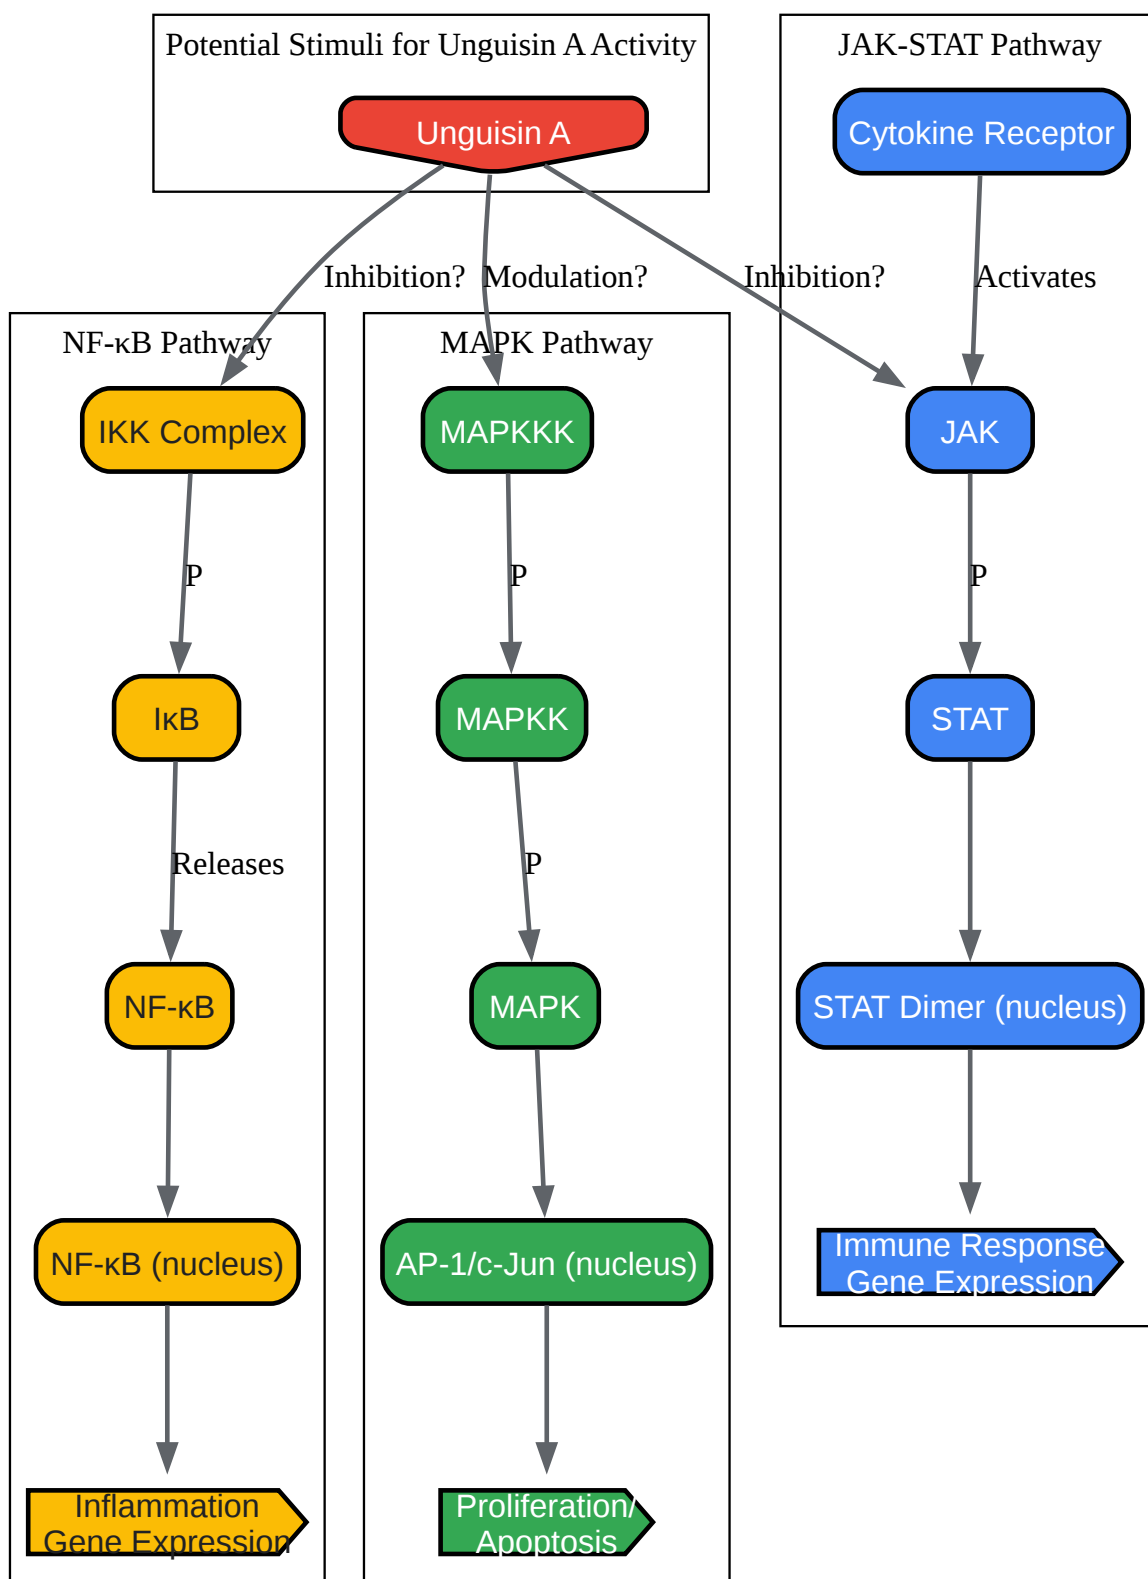 Potential Stimuli for Unguisin A Activity
JAK-STAT Pathway
Unguisin A
Cytokine Receptor
Inhibition?
Modulation?
Inhibition?
Activates
NF-κB Pathway
MAPK Pathway
IKK Complex
MAPKKK
JAK
P
P
P
IκB
MAPKK
STAT
Releases
P
NF-κB
MAPK
STAT Dimer (nucleus)
NF-κB (nucleus)
AP-1/c-Jun (nucleus)
Immune Response
Gene Expression
Inflammation
Gene Expression
Proliferation/
Apoptosis